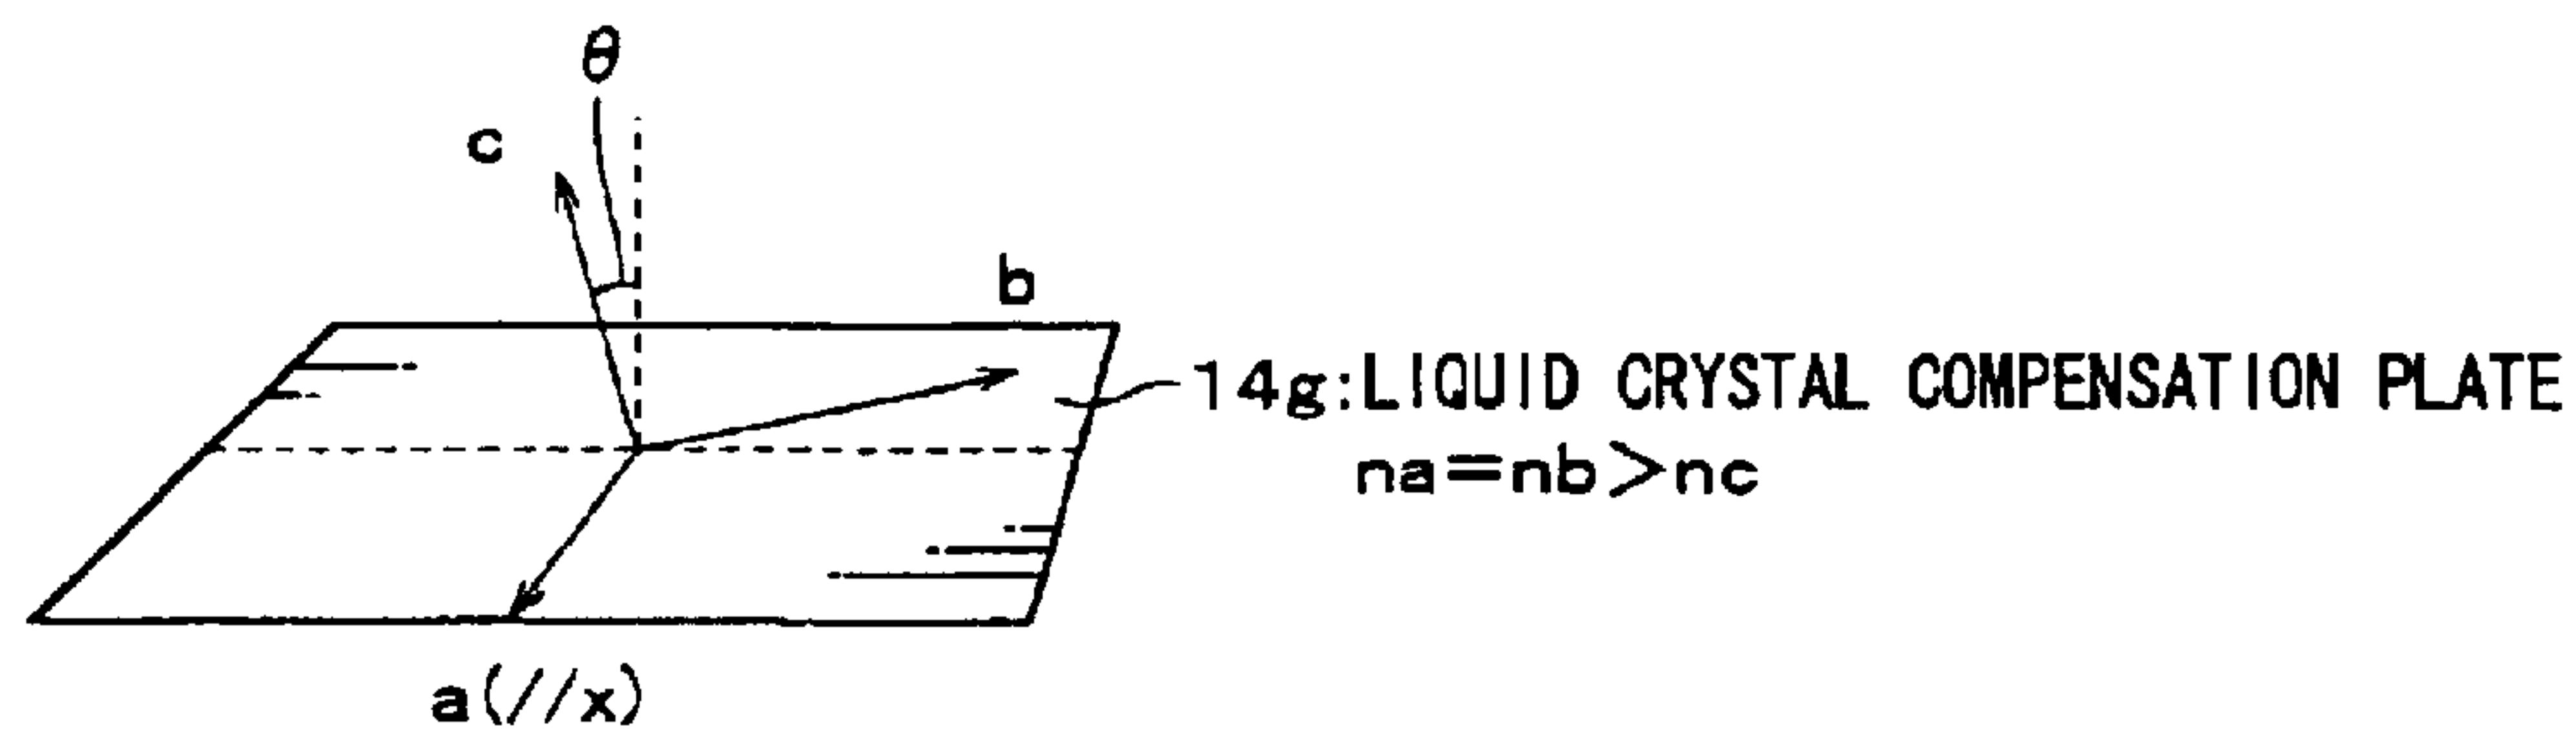 θ
c
b
14g:LIQUID CRYSTAL COMPENSATION PLATE
na=nb>nc
a(//x)